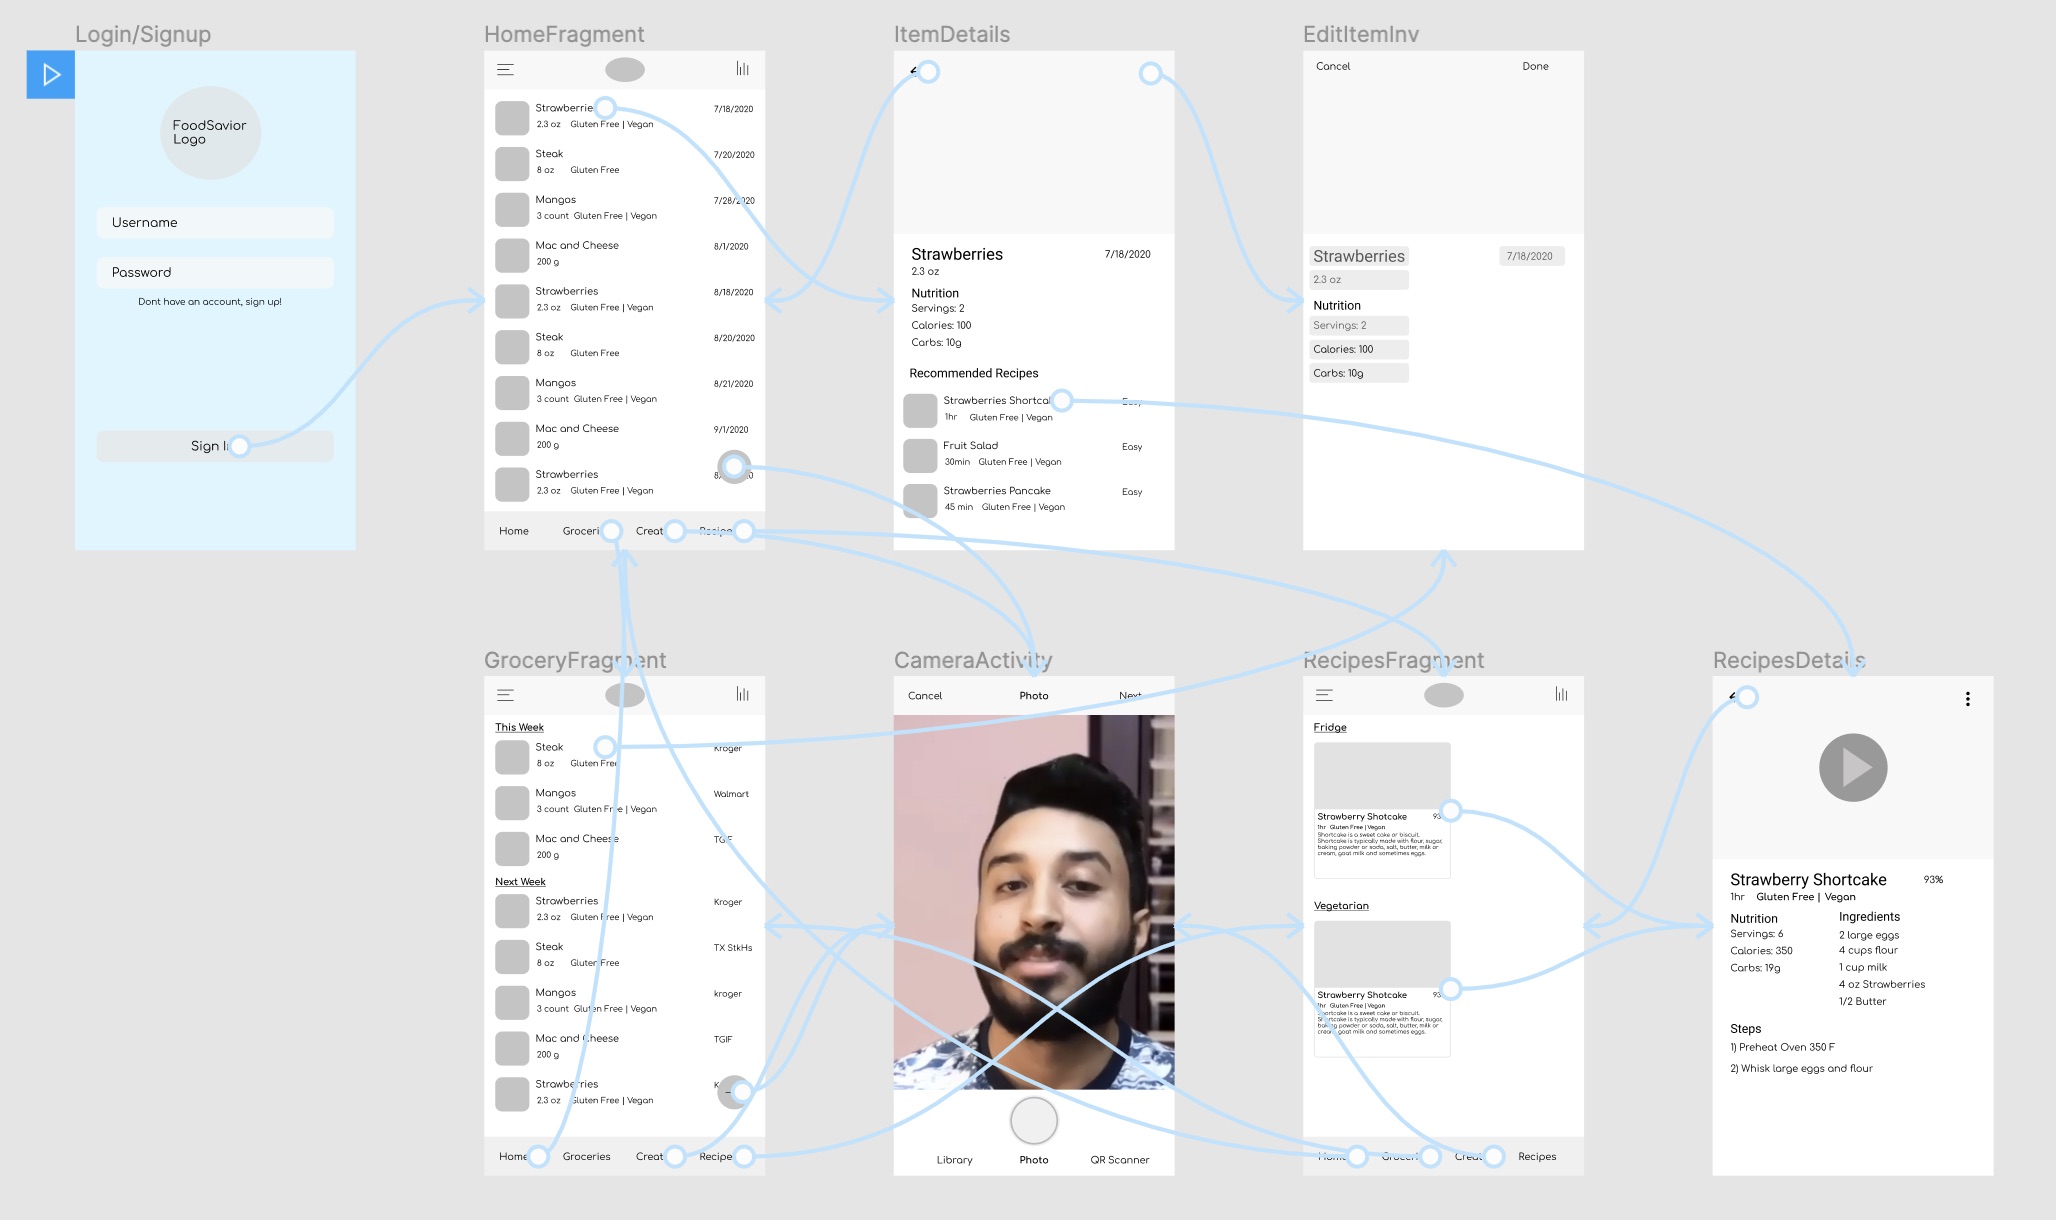 Login/Signup
FoodSavior
Logo
Username
Password
Dont have an account, sign up!
Sign
HomeFragment
7/18/2020
2.3 oz Gluten Free | Vegan
Steak 7/20/2020
8 oz Gluten Free
Mangos 7/28/2020
3 count Gluten Free | Vegan
Mac and Cheese 8/1/2020
200 g
Strawberries 8/18/2020
2.3 oz Gluten Free | Vegan
Steak 8/20/2020
8 oz Gluten Free
Mangos 8/21/2020
3 count Gluten Free | Vegan
Mac and Cheese 9/1/2020
200 g
Strawberries
2.3 oz Gluten Free | Vegan
Home
ItemDetails
Strawberries 7/18/2020
2.3 oz
Nutrition
Servings: 2
Calories: 100
Carbs: 10g
Recommended Recipes
Strawberries Easy
1hr Gluten Free | Vegan
Fruit Salad Easy
30min Gluten Free | Vegan
Strawberries Pancake Easy
45 min Gluten Free | Vegan
EditItemInv
Cancel Done
Strawberries 7/18/2020
2.3 oz
Nutrition
Servings: 2
Calories: 100
Carbs: 10g
GroceryFragment
This Week
Steak Kroger
8 oz Gluten Free
Mangos Walmart
3 count Gluten Free | Vegan
Mac and Cheese TGIF
200 g
Next Week
Strawberries Kroger
2.3 oz Gluten Free | Vegan
Steak TX StkHs
8 oz Gluten Free
Mangos kroger
3 count Gluten Free | Vegan
Mac and Cheese TGIF
200 g
Strawberries
2.3 oz Gluten Free | Vegan
Home Groceries
CameraActivity
Cancel Photo Next
Library Photo QR Scanner
RecipesFragment
Fridge
Strawberry Shotcake
1hr Gluten Free | Vegan
Shortcake is a sweet cake or biscuit.
Shortcake is typically made with flour, sugar,
baking powder or soda, salt, butter, milk or
cream, goat milk and sometimes eggs.
Vegetarian
Strawberry Shotcake
1hr Gluten Free | Vegan
Shortcake is a sweet cake or biscuit.
Shortcake is typically made with flour, sugar,
baking powder or soda, salt, butter, milk or
cream, goat milk and sometimes eggs.
Home Recipes
RecipesDetails
Strawberry Shortcake 93%
1hr Gluten Free | Vegan
Nutrition
Servings: 6
Calories: 350
Carbs: 19g
Ingredients
2 large eggs
4 cups flour
1 cup milk
4 oz Strawberries
1/2 Butter
Steps
1) Preheat Oven 350 F
2) Whisk large eggs and flour